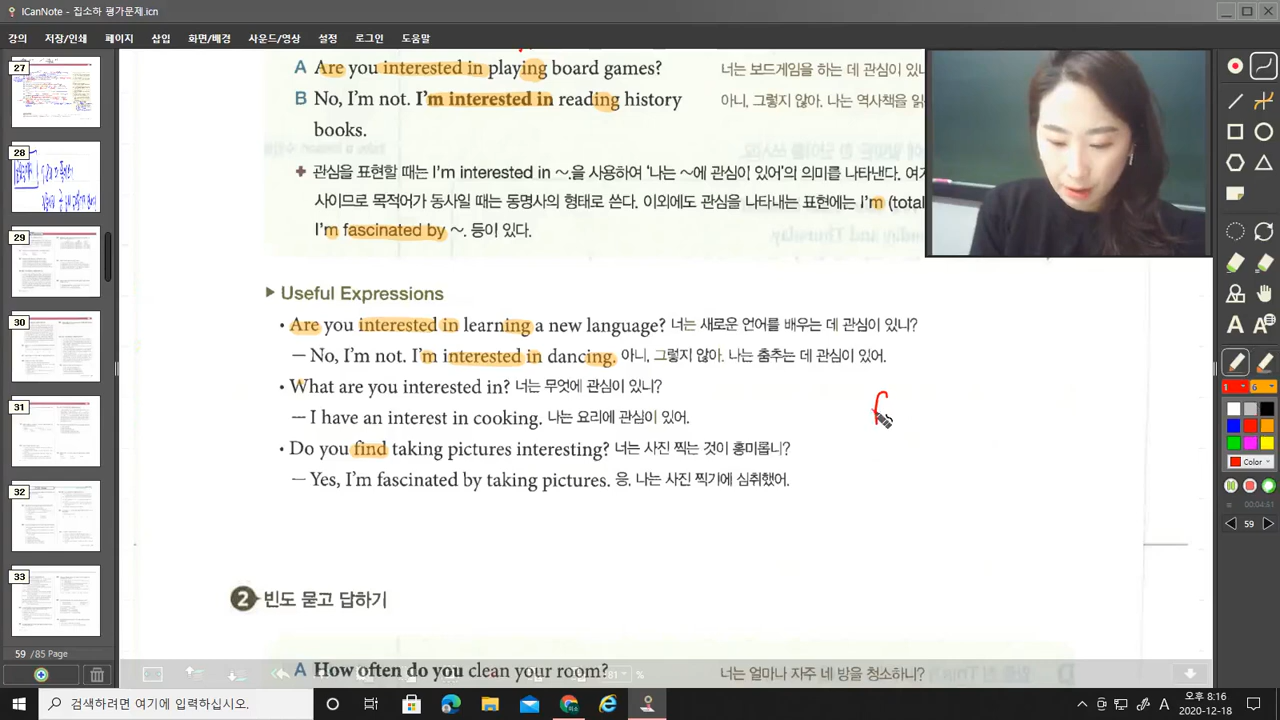 ICanNote - 집소하 평가문제.icn
강의 저장/인쇄 삽입 화면/배경 사운드/영상 설정 로그인 도움말
27
28
29
30
31
32
33
59 /85 Page
A Are you interested in playing board games? 너는 보드게임을 하는 데 관심이 있니
B No, I'm not. I'm interested in reading history 아니, 그렇지 않아. 나는 역사책을 읽
books.
+ 관심을 표현할 때는 I'm interested in ~.을 사용하여 '나는 ~에 관심이 있어'의 의미를 나타낸다. 여기
사이므로 목적어가 동사일 때는 동명사의 형태로 쓴다. 이외에도 관심을 나타내는 표현에는 I'm (total
I'm fascinated by ~. 등이 있다.
▶ Useful Expressions
• Are you interested in learning a new language? 너는 새로운 언어를 배우는 데 관심이 있니?
— No, I'm not. I'm interested in dancing. 아니, 그렇지 않아. 나는 춤추는 데 관심이 있어.
• What are you interested in? 너는 무엇에 관심이 있니?
— I have an interest in cooking. 나는 요리에 관심이 있어.
• Do you find taking pictures interesting? 너는 사진 찍는 것이 흥미롭니?
— Yes, I'm fascinated by taking pictures. 응, 나는 사진 찍기에 심취했어.
2 빈도 묻고 답하기
A How often do you clean your room? 너는 얼마나 자주 네 방을 청소하니?
81 %
1 6
Color
00:04:51
59
검색하려면 여기에 입력하십시오.
A 오후 8:16
2020-12-18